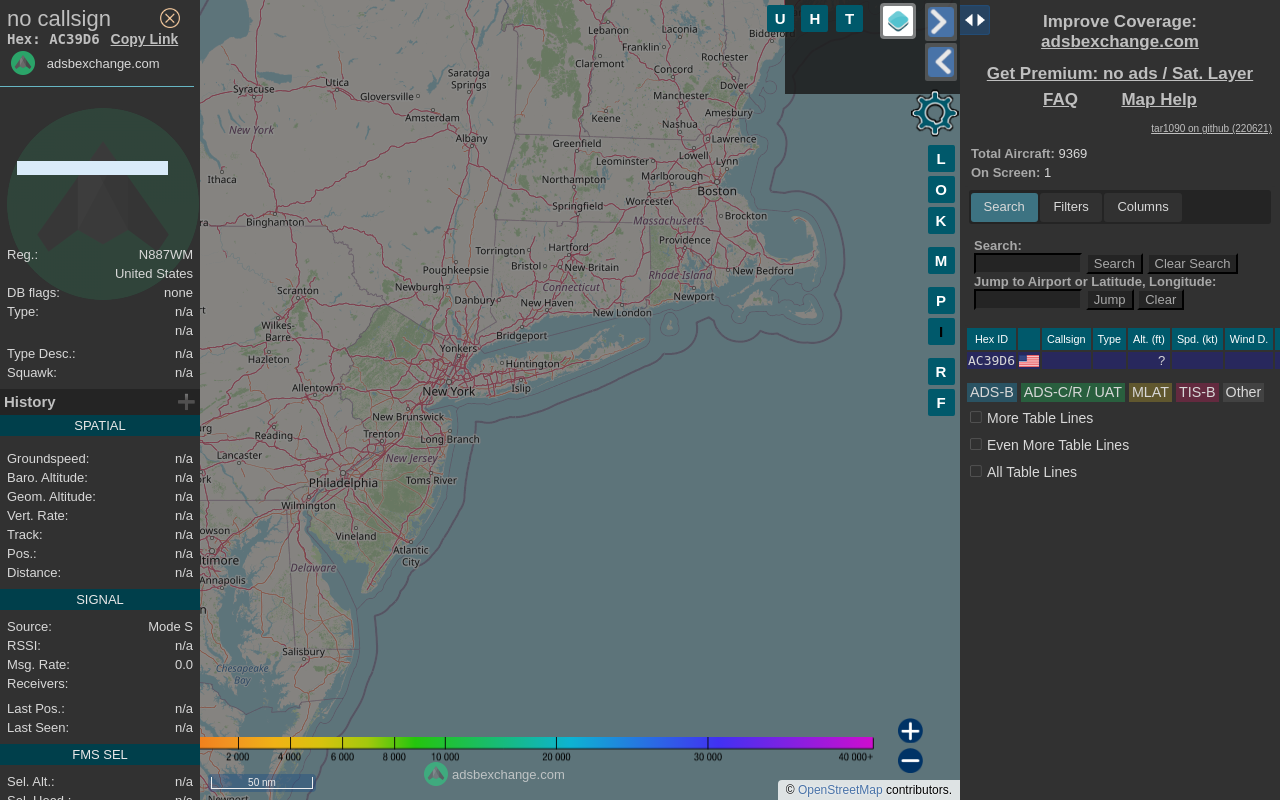 no callsign
Hex: AC39D6 Copy Link
adsbexchange.com
Reg.: N887WM
United States
DB flags: none
Type: n/a
n/a
Type Desc.: n/a
Squawk: n/a
History
SPATIAL
Groundspeed: n/a
Baro. Altitude: n/a
Geom. Altitude: n/a
Vert. Rate: n/a
Track: n/a
Pos.: n/a
Distance: n/a
SIGNAL
Source: Mode S
RSSI: n/a
Msg. Rate: 0.0
Receivers:
Last Pos.: n/a
Last Seen: n/a
FMS SEL
Sel. Alt.: n/a
U H T
L
O
K
M
P
I
R
F
Lebanon
Laconia
Franklin
Claremont
Rochester
Concord
Dover
Manchester
Amesbury
Keene
Nashua
Saratoga
Springs
Utica
Syracuse
Gloversville
Amsterdam
New York
Albany
Greenfield
Lawrence
Leominster
Lowell
Lynn
Ithaca
Northampton
Marlborough
Boston
Springfield
Worcester
Binghamton
Massachusetts
Brockton
Providence
Torrington
Hartford
Bristol
New Britain
Poughkeepsie
Rhode Island
New Bedford
Connecticut
Newburgh
Scranton
Danbury
New Haven
Newport
New London
Wilkes-
Barre
Bridgeport
Yonkers
Hazleton
Huntington
Allentown
New York
Islip
New Brunswick
Trenton
Long Branch
Reading
Lancaster
New Jersey
Philadelphia
Toms River
Wilmington
Vineland
Atlantic
City
Delaware
Annapolis
Salisbury
Chesapeake
Bay
2 000 4 000 6 000 8 000 10 000 20 000 30 000 40 000+
50 nm
adsbexchange.com
© OpenStreetMap contributors.
Improve Coverage:
adsbexchange.com
Get Premium: no ads / Sat. Layer
FAQ Map Help
tar1090 on github (220621)
Total Aircraft: 9369
On Screen: 1
Search Filters Columns
Search:
Search Clear Search
Jump to Airport or Latitude, Longitude:
Jump Clear
Hex ID Callsign Type Alt. (ft) Spd. (kt) Wind D.
AC39D6 ?
ADS-B ADS-C/R / UAT MLAT TIS-B Other
More Table Lines
Even More Table Lines
All Table Lines